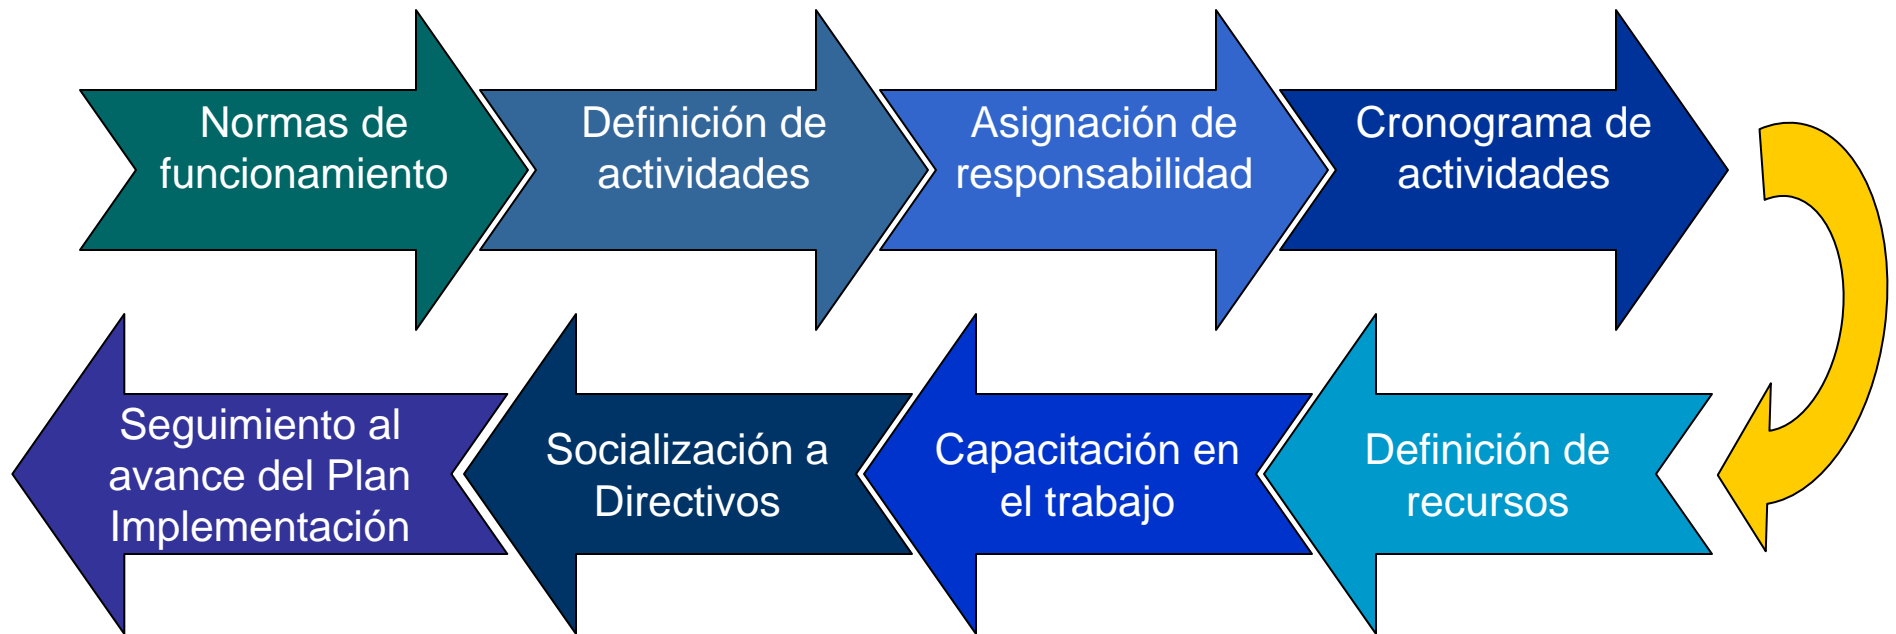 Normas de
funcionamiento
Definición de
actividades
Asignación de
responsabilidad
Cronograma de
actividades
Definición de
recursos
Capacitación en
el trabajo
Socialización a
Directivos
Seguimiento al
avance del Plan
Implementación